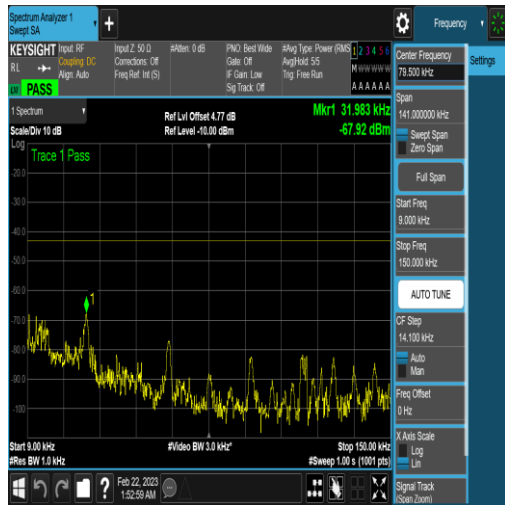 Spectrum Analyzer 1
Swept SA
+
Frequency
KEYSIGHT
RL
PASS
Input: RF
Coupling: DC
Align: Auto
Input Z: 50 Ω
Corrections: Off
Freq Ref: Int (S)
#Atten: 0 dB
PNO: Best Wide
Gate: Off
IF Gain: Low
Sig Track: Off
#Avg Type: Power (RMS
Avg|Hold: 5/5
Trig: Free Run
1 2 3 4 5 6
M W W W W W
A A A A A A
Center Frequency
79.500 kHz
Settings
Span
141.000000 kHz
Swept Span
Zero Span
Full Span
Start Freq
9.000 kHz
Stop Freq
150.000 kHz
AUTO TUNE
CF Step
14.100 kHz
Auto
Man
Freq Offset
0 Hz
X Axis Scale
Log
Lin
Signal Track
(Span Zoom)
1 Spectrum
Scale/Div 10 dB
Ref Lvl Offset 4.77 dB
Ref Level -10.00 dBm
Mkr1 31.983 kHz
-67.92 dBm
Log
Trace 1 Pass
-20.0
-30.0
-40.0
-50.0
-60.0
1
-70.0
-80.0
-90.0
-100
Start 9.00 kHz
#Res BW 1.0 kHz
#Video BW 3.0 kHz*
Stop 150.00 kHz
#Sweep 1.00 s (1001 pts)
?
Feb 22, 2023
1:52:59 AM